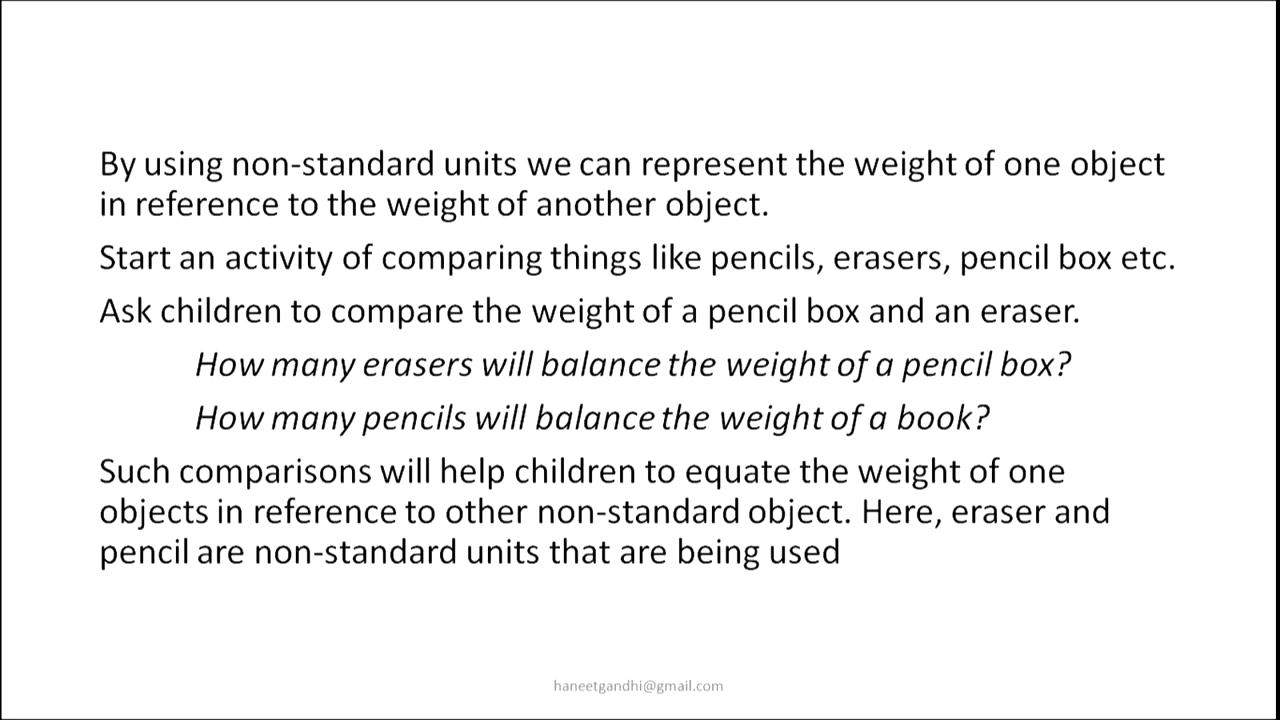 By using non-standard units we can represent the weight of one object
in reference to the weight of another object.
Start an activity of comparing things like pencils, erasers, pencil box etc.
Ask children to compare the weight of a pencil box and an eraser.
How many erasers will balance the weight of a pencil box?
How many pencils will balance the weight of a book?
Such comparisons will help children to equate the weight of one
objects in reference to other non-standard object. Here, eraser and
pencil are non-standard units that are being used
haneetgandhi@gmail.com